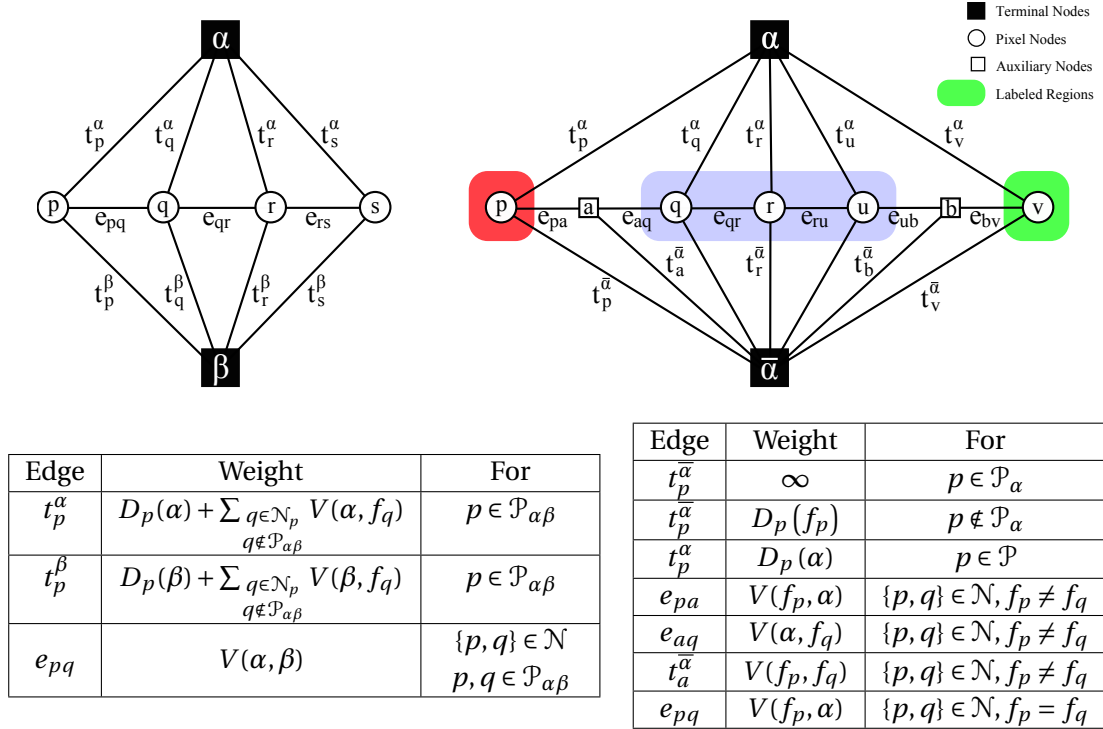 α
t_p^α t_q^α t_r^α t_s^α
p q r s
e_pq e_qr e_rs
t_p^β t_q^β t_r^β t_s^β
β
Terminal Nodes
Pixel Nodes
Auxiliary Nodes
Labeled Regions
α
t_p^α t_q^α t_r^α t_u^α t_v^α
p a q r u b v
e_pa e_aq e_qr e_ru e_ub e_bv
t_p^ᾱ t_a^ᾱ t_r^ᾱ t_b^ᾱ t_v^ᾱ
ᾱ
Edge Weight For
t_p^α D_p(α) + ∑_{q∈𝒩_p, q∉𝒫_αβ} V(α, f_q) p ∈ 𝒫_αβ
t_p^β D_p(β) + ∑_{q∈𝒩_p, q∉𝒫_αβ} V(β, f_q) p ∈ 𝒫_αβ
e_pq V(α, β) {p, q} ∈ 𝒩
p, q ∈ 𝒫_αβ
Edge Weight For
t_p^ᾱ ∞ p ∈ 𝒫_α
t_p^ᾱ D_p(f_p) p ∉ 𝒫_α
t_p^α D_p(α) p ∈ 𝒫
e_pa V(f_p, α) {p, q} ∈ 𝒩, f_p ≠ f_q
e_aq V(α, f_q) {p, q} ∈ 𝒩, f_p ≠ f_q
t_a^ᾱ V(f_p, f_q) {p, q} ∈ 𝒩, f_p ≠ f_q
e_pq V(f_p, α) {p, q} ∈ 𝒩, f_p = f_q